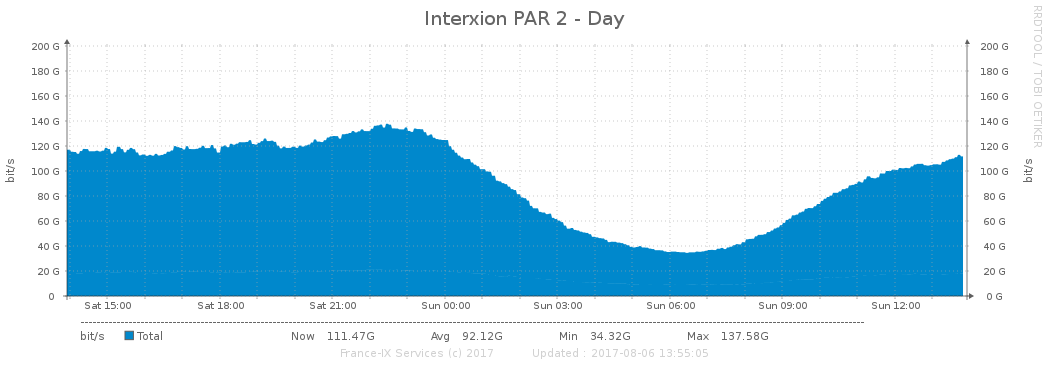 Interxion PAR 2 - Day
RRDTOOL / TOBI OETIKER
200 G 200 G
180 G 180 G
160 G 160 G
140 G 140 G
120 G 120 G
100 G 100 G
80 G 80 G
60 G 60 G
40 G 40 G
20 G 20 G
0 0 G
bit/s bit/s
Sat 15:00 Sat 18:00 Sat 21:00 Sun 00:00 Sun 03:00 Sun 06:00 Sun 09:00 Sun 12:00
bit/s Total Now 111.47G Avg 92.12G Min 34.32G Max 137.58G
France-IX Services (c) 2017 Updated : 2017-08-06 13:55:05